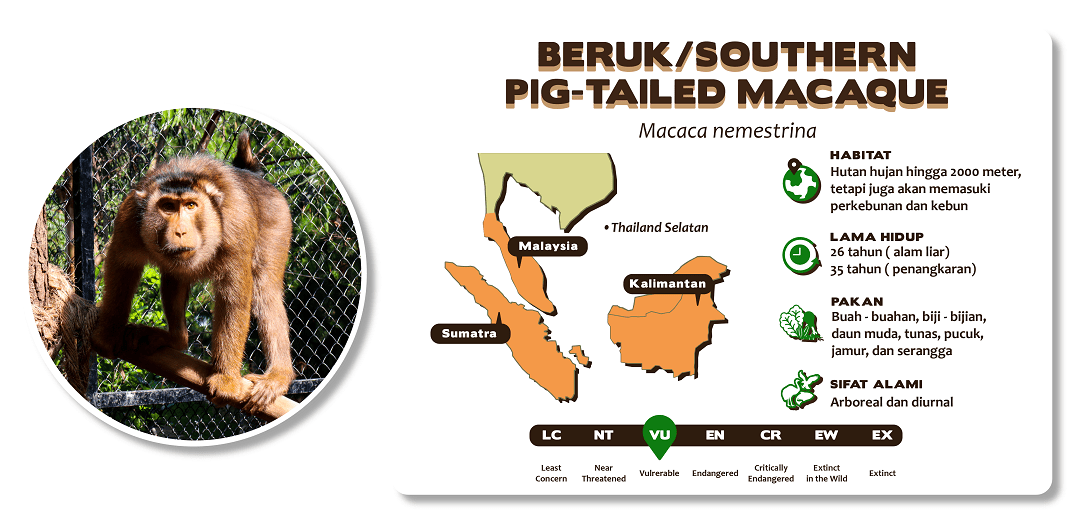 BERUK/SOUTHERN
PIG-TAILED MACAQUE
Macaca nemestrina
HABITAT
Hutan hujan hingga 2000 meter,
tetapi juga akan memasuki
perkebunan dan kebun
• Thailand Selatan
Malaysia
Kalimantan
Sumatra
LAMA HIDUP
26 tahun ( alam liar)
35 tahun ( penangkaran)
PAKAN
Buah - buahan, biji - bijian,
daun muda, tunas, pucuk,
jamur, dan serangga
SIFAT ALAMI
Arboreal dan diurnal
LC NT VU EN CR EW EX
Least
Concern
Near
Threatened
Vulrerable
Endangered
Critically
Endangered
Extinct
in the Wild
Extinct